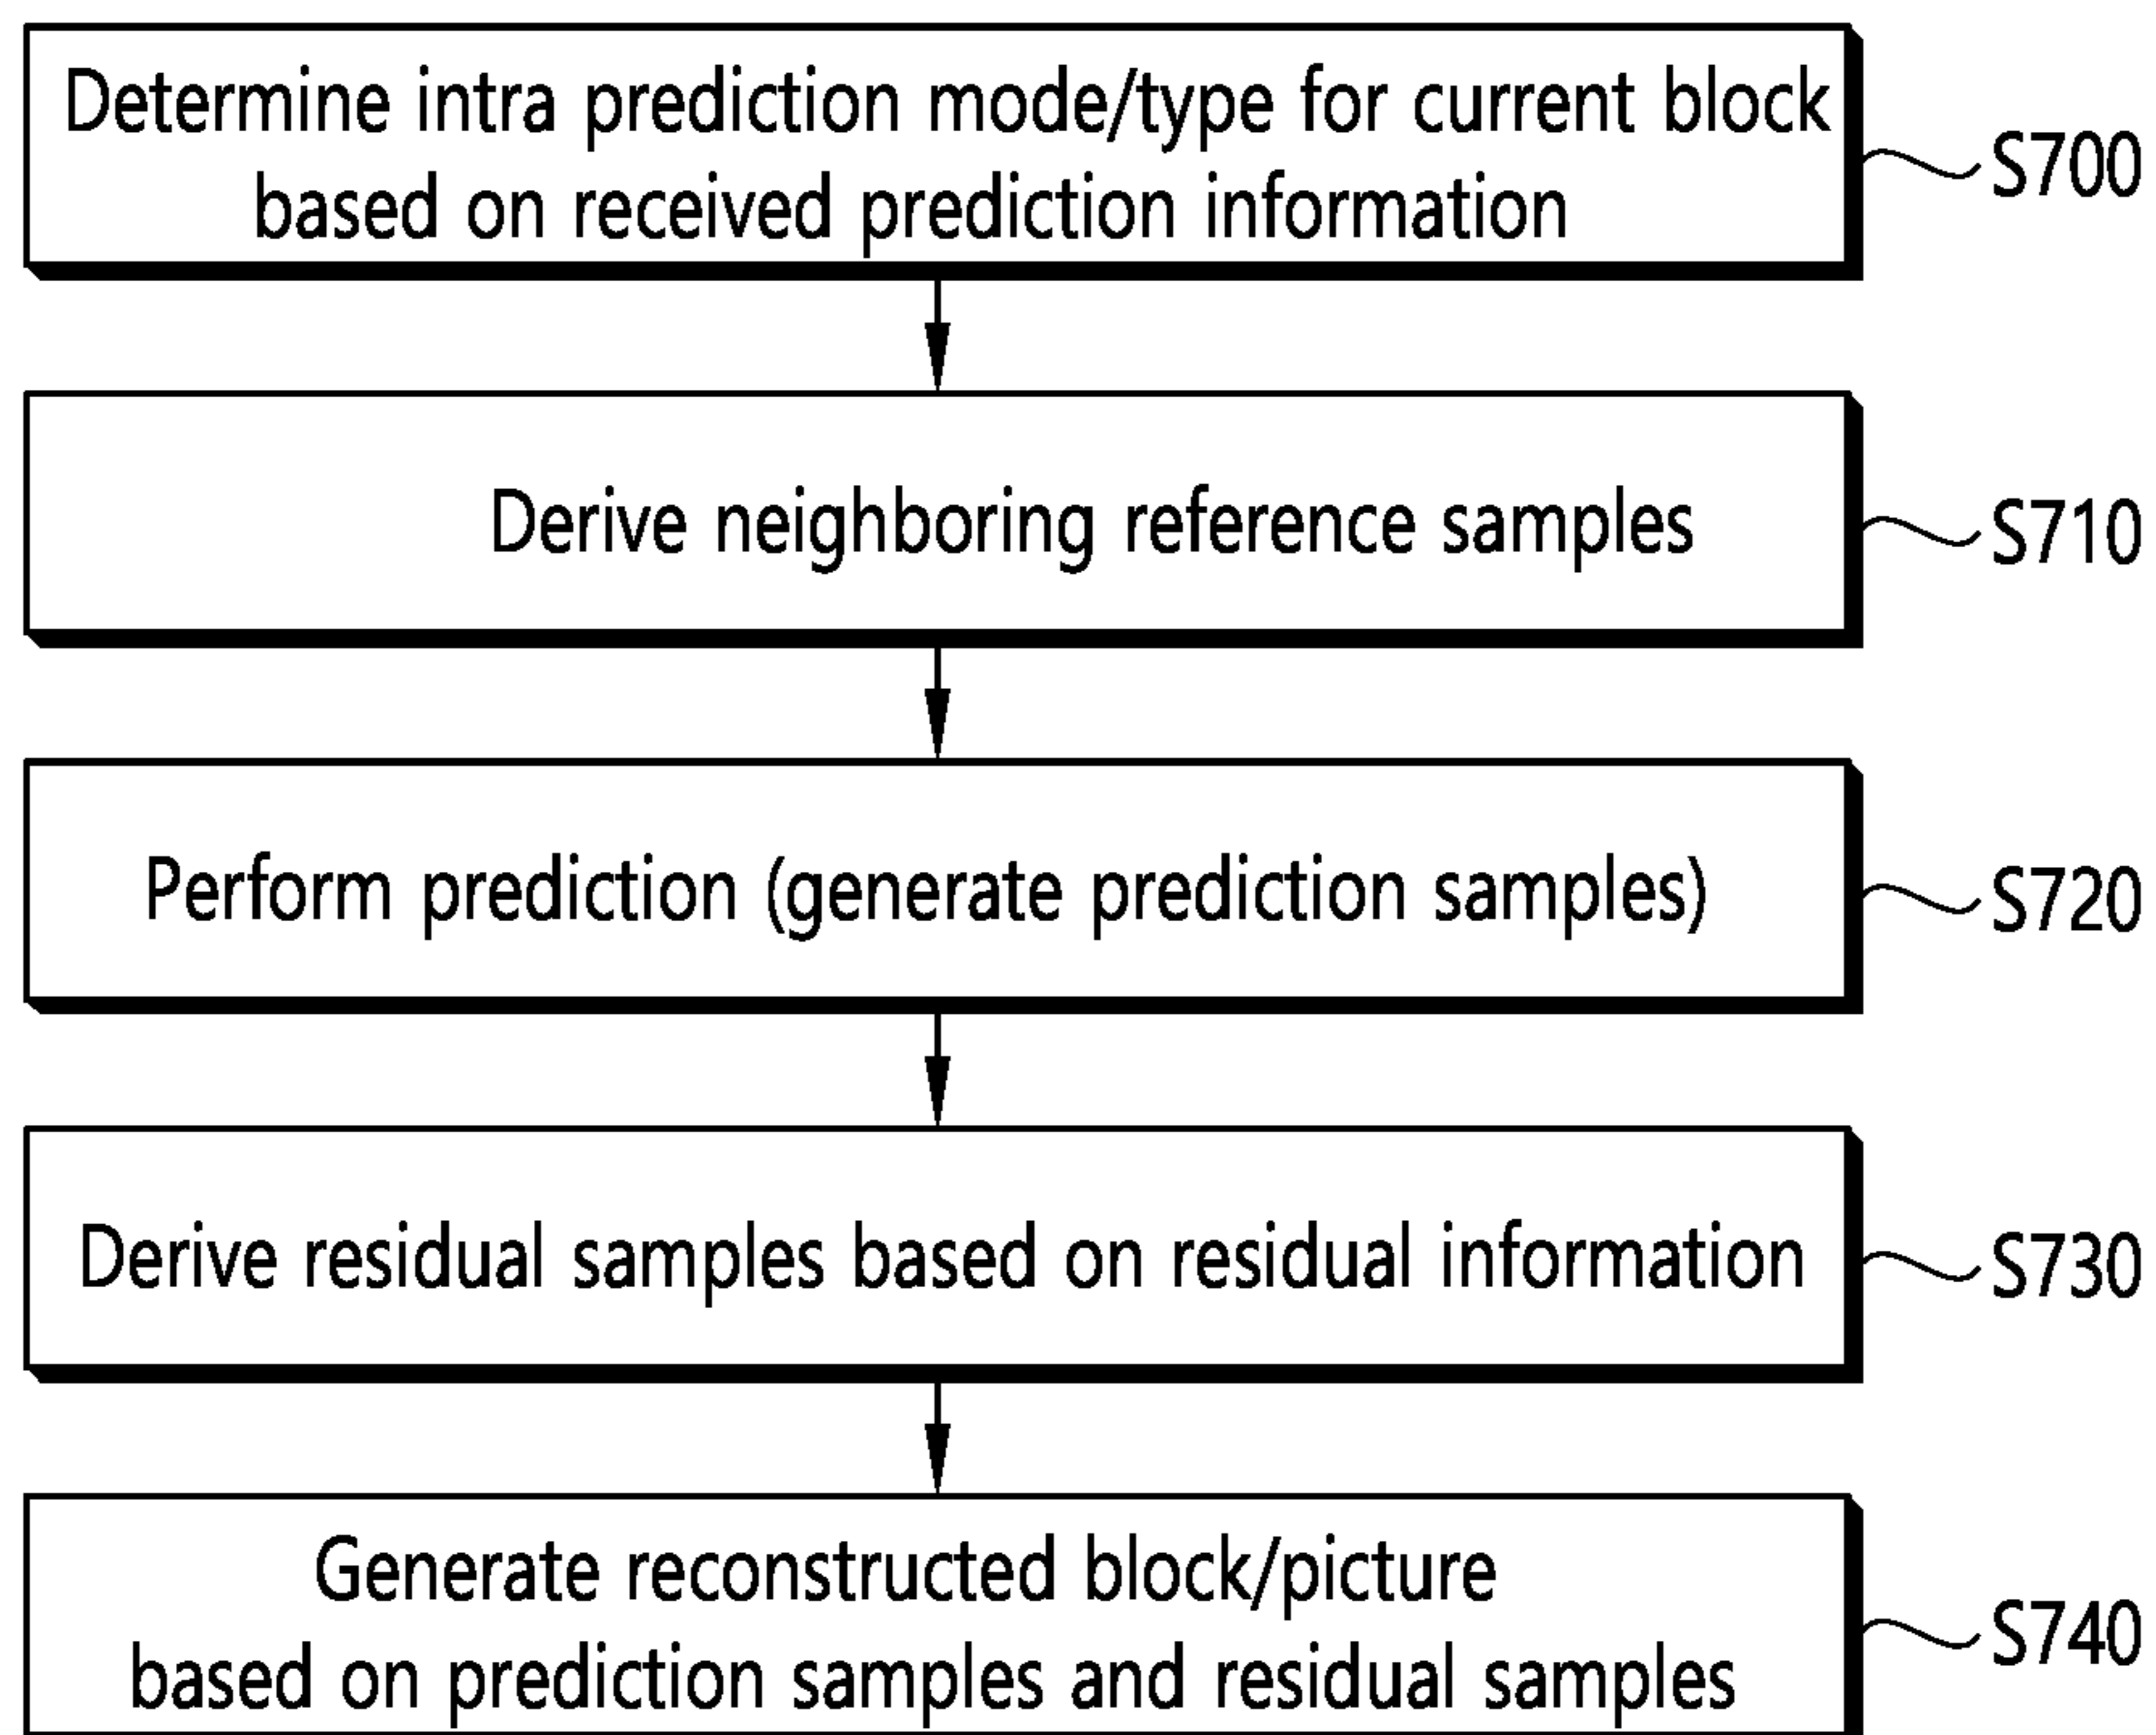 Determine intra prediction mode/type for current block
based on received prediction information
S700
Derive neighboring reference samples
S710
Perform prediction (generate prediction samples)
S720
Derive residual samples based on residual information
S730
Generate reconstructed block/picture
based on prediction samples and residual samples
S740